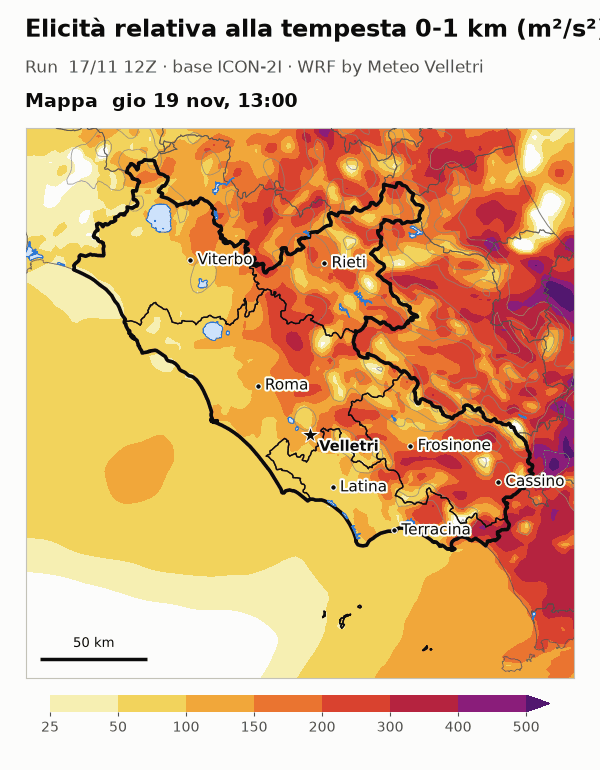 Elicità relativa alla tempesta 0-1 km (m²/s²)
Run 17/11 12Z · base ICON-2I · WRF by Meteo Velletri
Mappa gio 19 nov, 13:00
Viterbo
Rieti
Roma
Velletri
Frosinone
Cassino
Latina
Terracina
50 km
25 50 100 150 200 300 400 500